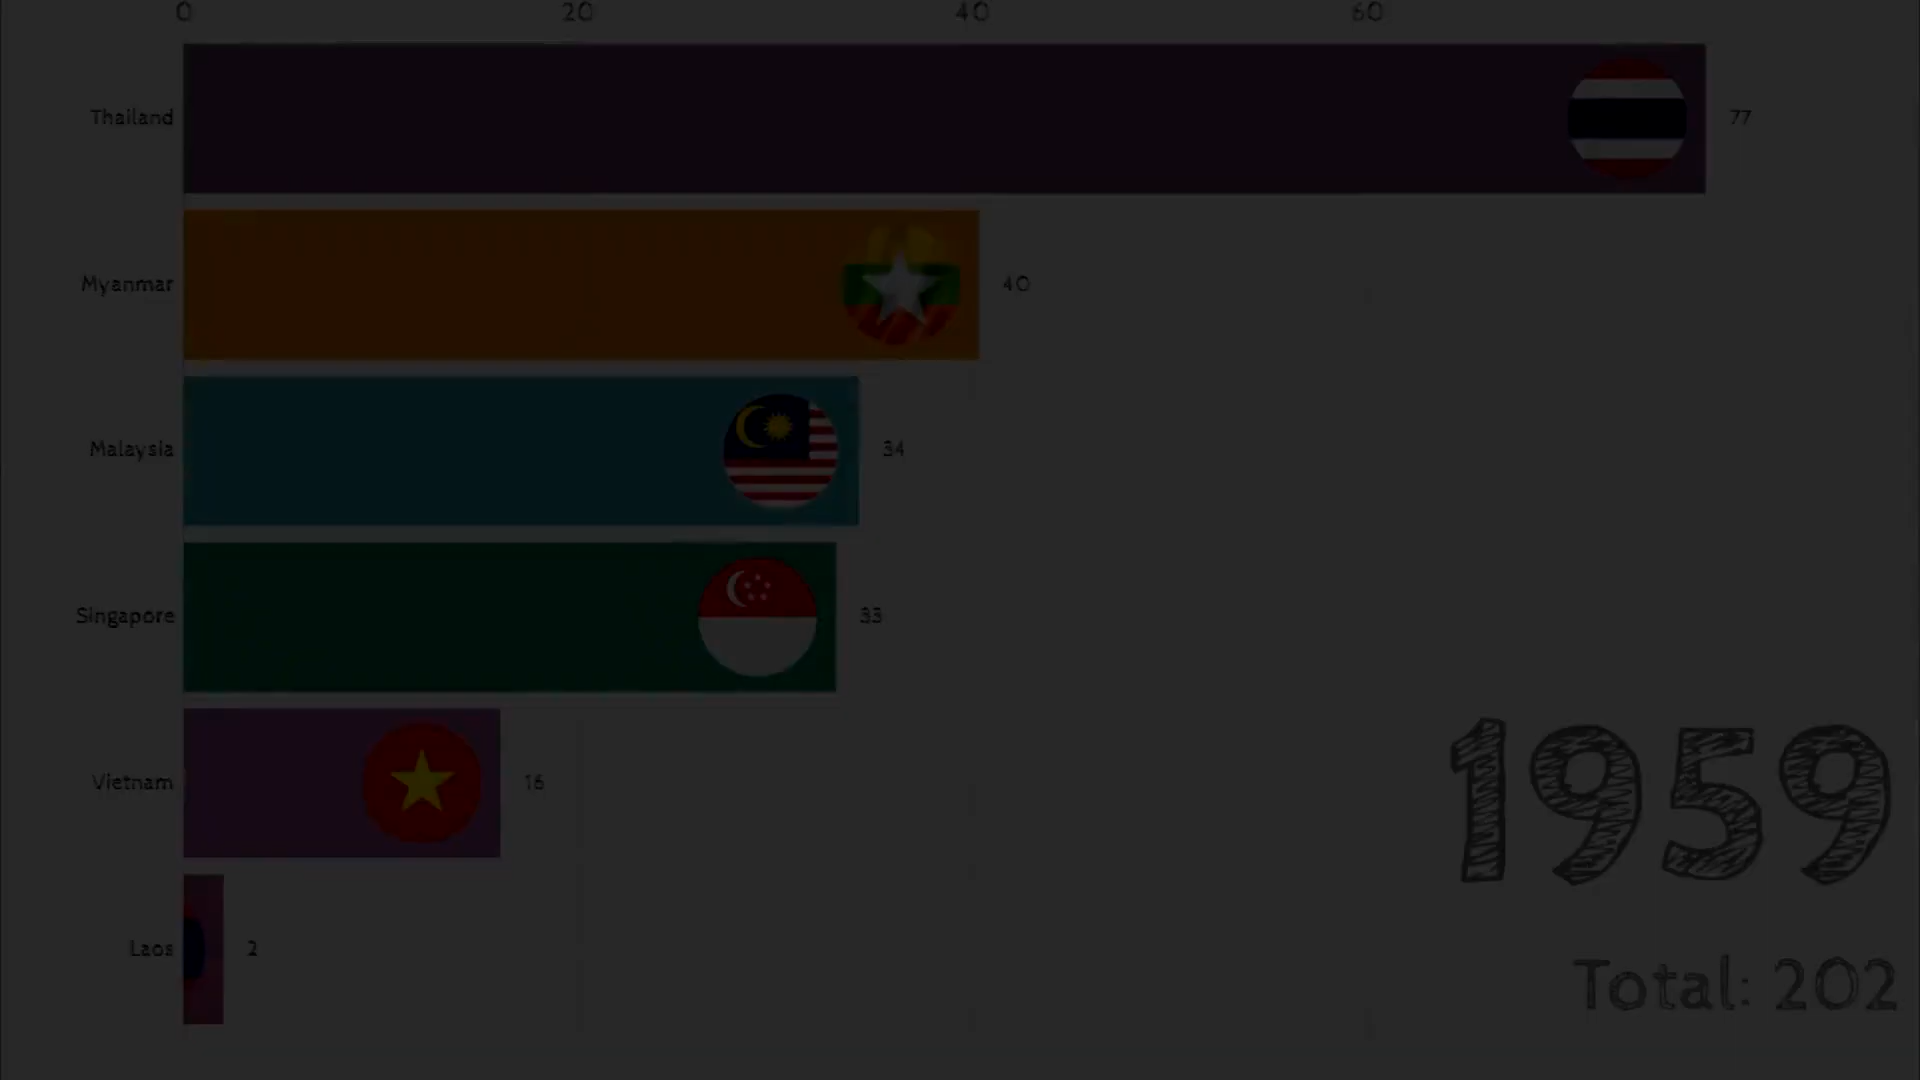 0 20 40 60
Thailand 77
Myanmar 40
Malaysia 34
Singapore 33
Vietnam 16
Laos 2
1959
Total: 202